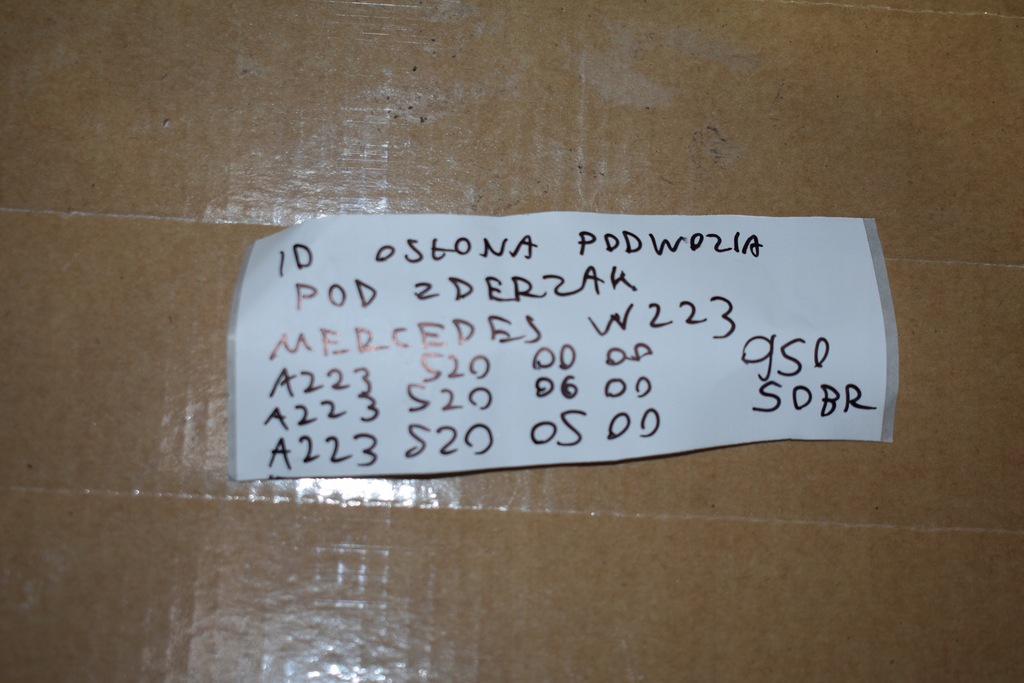 ID OSŁONA PODWOZIA
POD ZDERZAK
MERCEDES W223
A223 520 00 00
A223 520 06 00
A223 520 05 00
950
SOBR